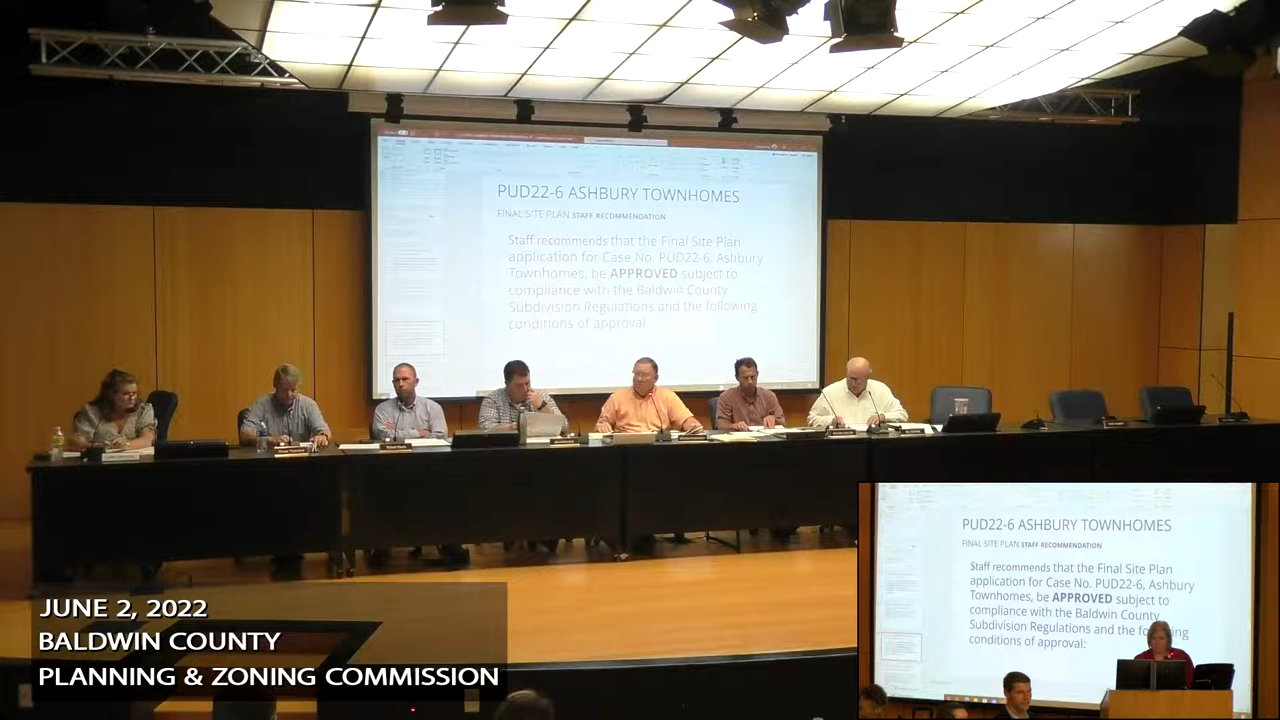 PUD22-6 ASHBURY TOWNHOMES
FINAL SITE PLAN STAFF RECOMMENDATION
Staff recommends that the Final Site Plan
application for Case No. PUD22-6, Ashbury
Townhomes, be APPROVED subject to
compliance with the Baldwin County
Subdivision Regulations and the following
conditions of approval:
PUD22-6 ASHBURY TOWNHOMES
FINAL SITE PLAN STAFF RECOMMENDATION
Staff recommends that the Final Site Plan
application for Case No. PUD22-6, Ashbury
Townhomes, be APPROVED subject to
compliance with the Baldwin County
Subdivision Regulations and the following
conditions of approval:
JUNE 2, 2022
BALDWIN COUNTY
PLANNING & ZONING COMMISSION